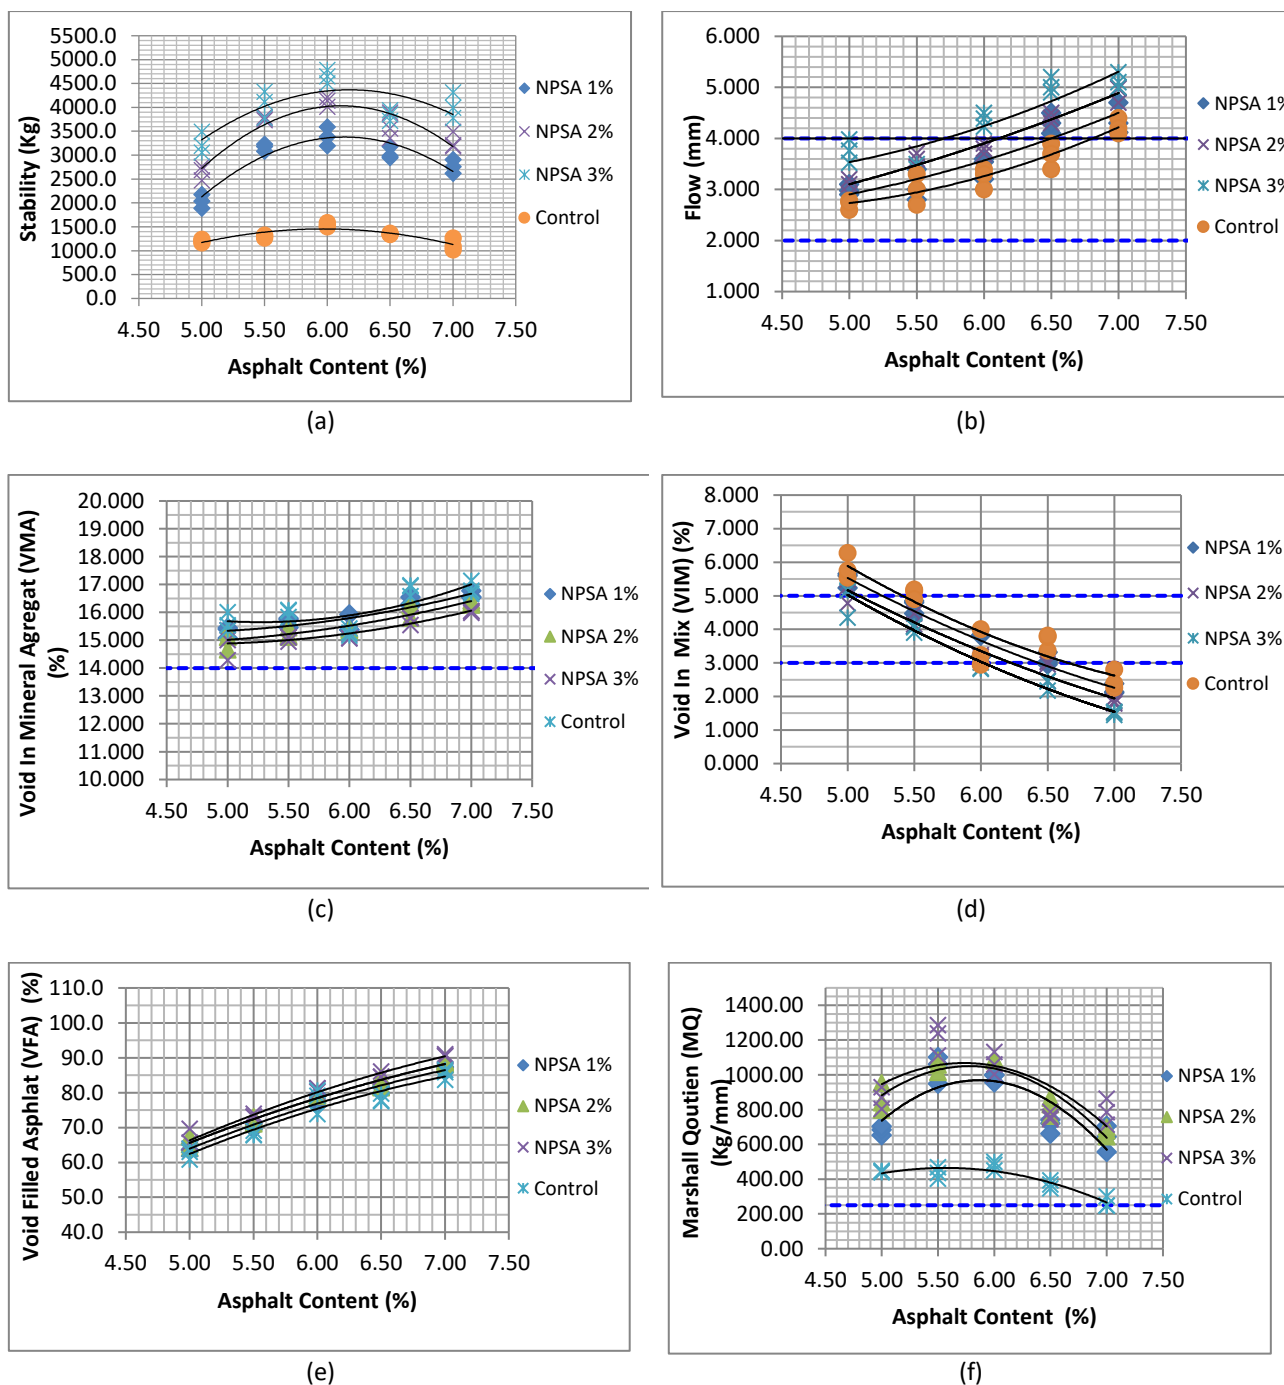 5500.0
5000.0
4500.0
4000.0
3500.0
3000.0
2500.0
2000.0
1500.0
1000.0
500.0
0.0
Stability (Kg)
4.50 5.00 5.50 6.00 6.50 7.00 7.50
Asphalt Content (%)
NPSA 1%
NPSA 2%
NPSA 3%
Control
(a)
6.000
5.000
4.000
3.000
2.000
1.000
Flow (mm)
4.50 5.00 5.50 6.00 6.50 7.00 7.50
Asphalt Content (%)
NPSA 1%
NPSA 2%
NPSA 3%
Control
(b)
20.000
19.000
18.000
17.000
16.000
15.000
14.000
13.000
12.000
11.000
10.000
Void In Mineral Agregat (VMA)
(%)
4.50 5.00 5.50 6.00 6.50 7.00 7.50
Asphalt Content (%)
NPSA 1%
NPSA 2%
NPSA 3%
Control
(c)
8.000
7.000
6.000
5.000
4.000
3.000
2.000
1.000
0.000
Void In Mix (VIM) (%)
4.50 5.00 5.50 6.00 6.50 7.00 7.50
Asphalt Content (%)
NPSA 1%
NPSA 2%
NPSA 3%
Control
(d)
110.0
100.0
90.0
80.0
70.0
60.0
50.0
40.0
Void Filled Asphlat (VFA) (%)
4.50 5.00 5.50 6.00 6.50 7.00 7.50
Asphalt Content (%)
NPSA 1%
NPSA 2%
NPSA 3%
Control
(e)
1400.00
1200.00
1000.00
800.00
600.00
400.00
200.00
0.00
Marshall Qoutien (MQ)
(Kg/mm)
4.50 5.00 5.50 6.00 6.50 7.00 7.50
Asphalt Content (%)
NPSA 1%
NPSA 2%
NPSA 3%
Control
(f)